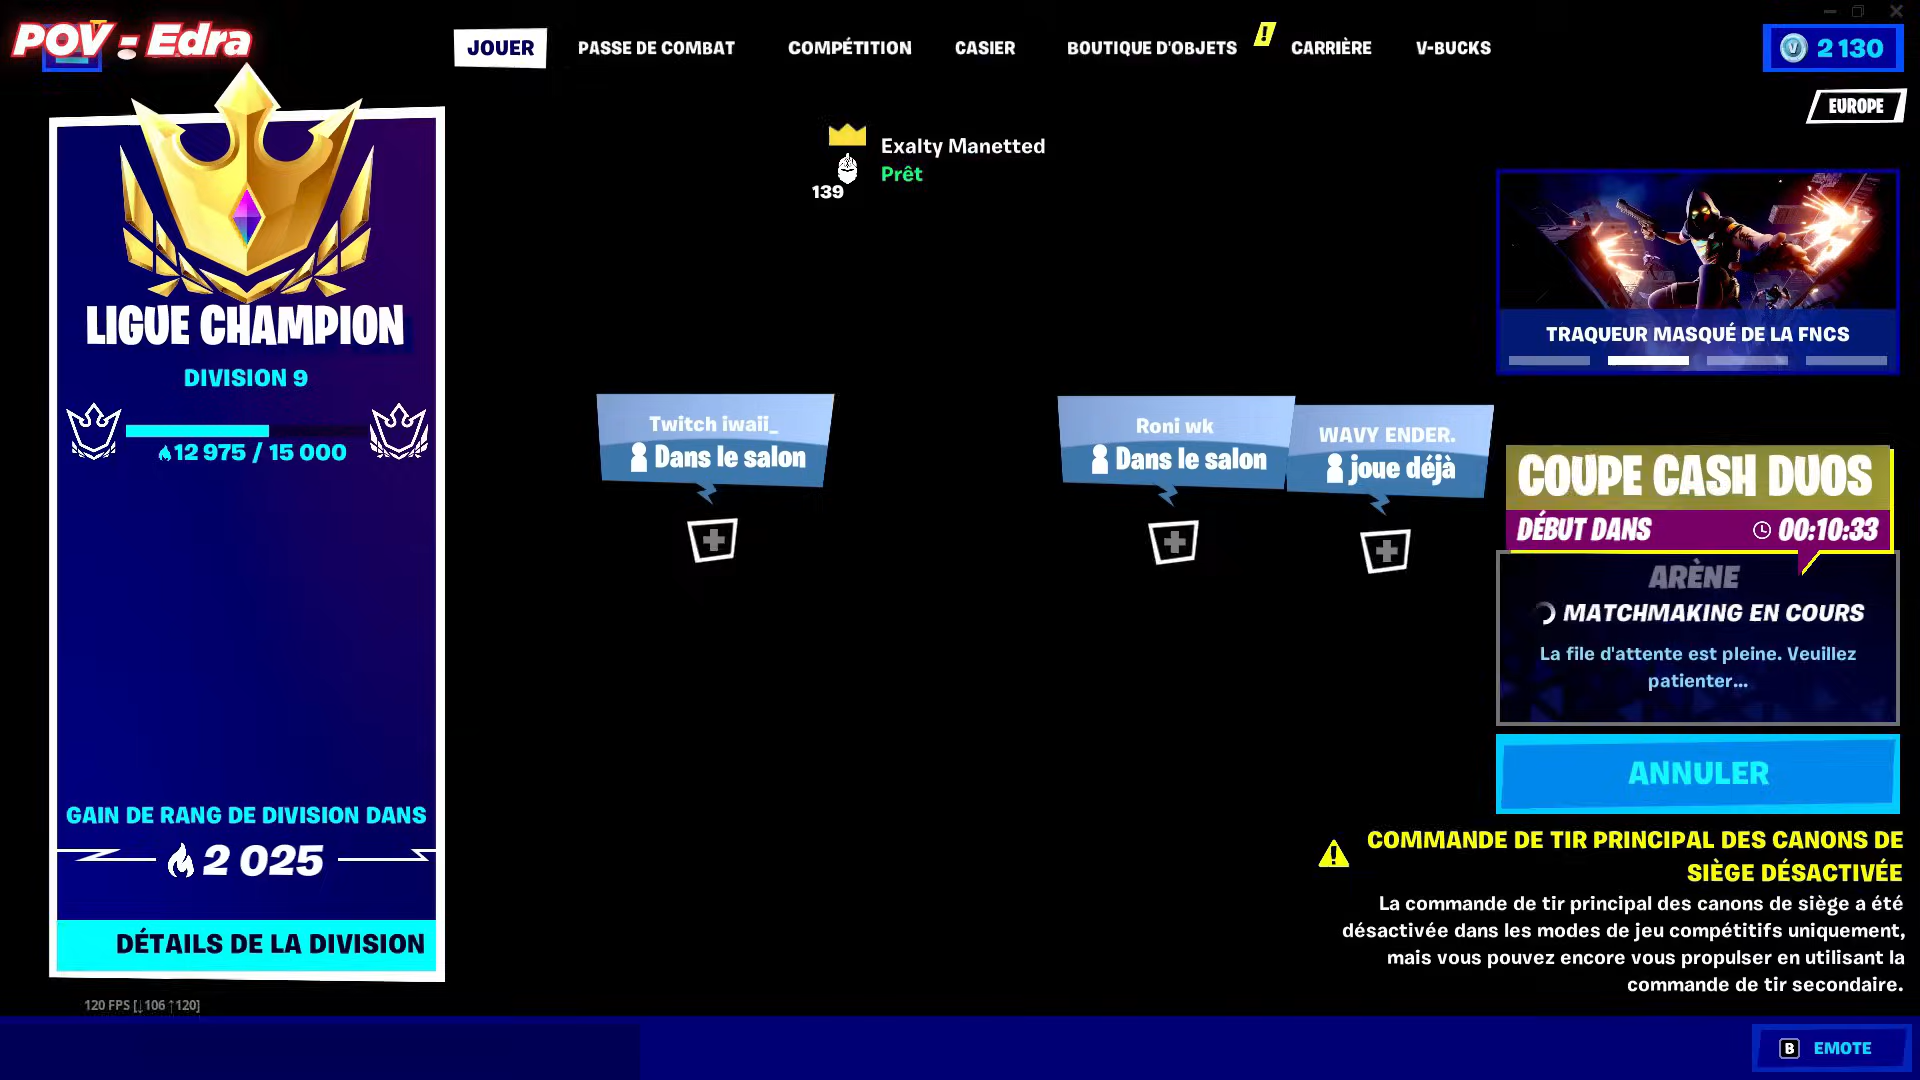 POV - Edra
JOUER
PASSE DE COMBAT
COMPÉTITION
CASIER
BOUTIQUE D'OBJETS
!
CARRIÈRE
V-BUCKS
V 2 130
EUROPE
Exalty Manetted
Prêt
139
LIGUE CHAMPION
DIVISION 9
12 975 / 15 000
TRAQUEUR MASQUÉ DE LA FNCS
Twitch iwaii_
Dans le salon
Roni wk
Dans le salon
WAVY ENDER.
joue déjà
COUPE CASH DUOS
DÉBUT DANS 00:10:33
ARÈNE
MATCHMAKING EN COURS
La file d'attente est pleine. Veuillez
patienter...
ANNULER
GAIN DE RANG DE DIVISION DANS
2 025
DÉTAILS DE LA DIVISION
COMMANDE DE TIR PRINCIPAL DES CANONS DE
SIÈGE DÉSACTIVÉE
La commande de tir principal des canons de siège a été
désactivée dans les modes de jeu compétitifs uniquement,
mais vous pouvez encore vous propulser en utilisant la
commande de tir secondaire.
120 FPS [↓106 ↑120]
B EMOTE